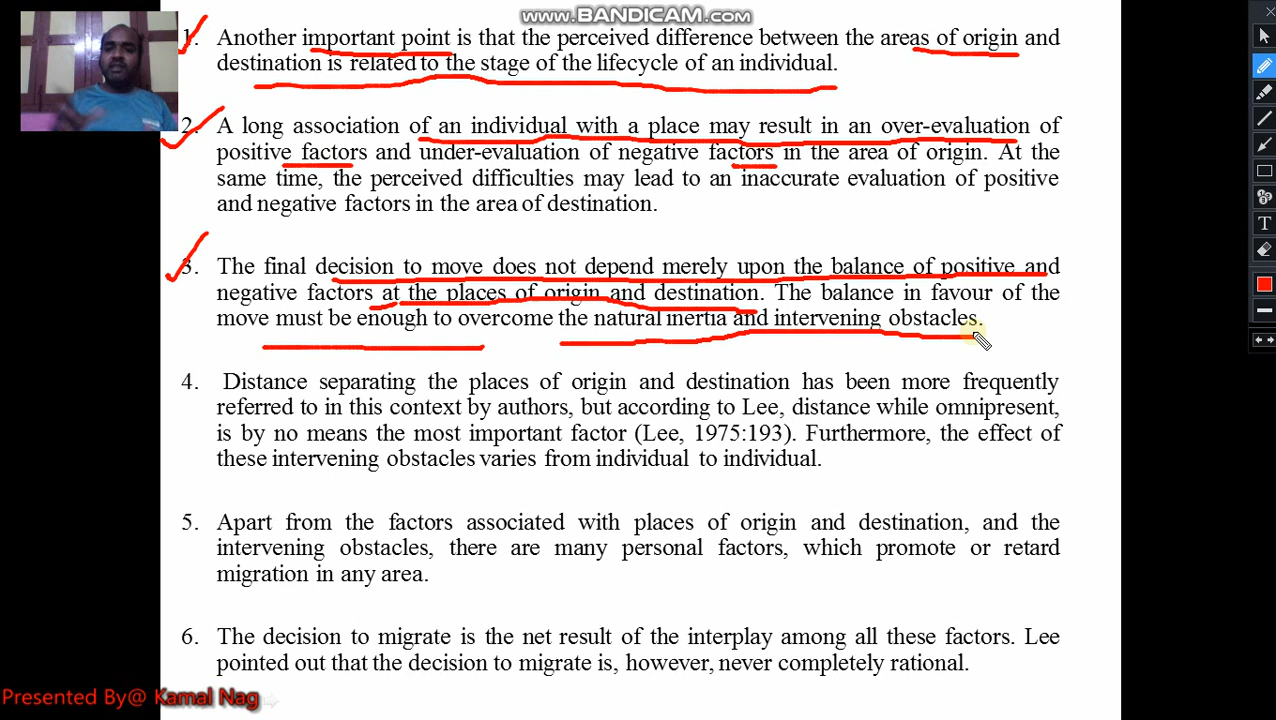 www.BANDICAM.com
1. Another important point is that the perceived difference between the areas of origin and
destination is related to the stage of the lifecycle of an individual.
2. A long association of an individual with a place may result in an over-evaluation of
positive factors and under-evaluation of negative factors in the area of origin. At the
same time, the perceived difficulties may lead to an inaccurate evaluation of positive
and negative factors in the area of destination.
3. The final decision to move does not depend merely upon the balance of positive and
negative factors at the places of origin and destination. The balance in favour of the
move must be enough to overcome the natural inertia and intervening obstacles.
4. Distance separating the places of origin and destination has been more frequently
referred to in this context by authors, but according to Lee, distance while omnipresent,
is by no means the most important factor (Lee, 1975:193). Furthermore, the effect of
these intervening obstacles varies from individual to individual.
5. Apart from the factors associated with places of origin and destination, and the
intervening obstacles, there are many personal factors, which promote or retard
migration in any area.
6. The decision to migrate is the net result of the interplay among all these factors. Lee
pointed out that the decision to migrate is, however, never completely rational.
Presented By@ Kamal Nag
T